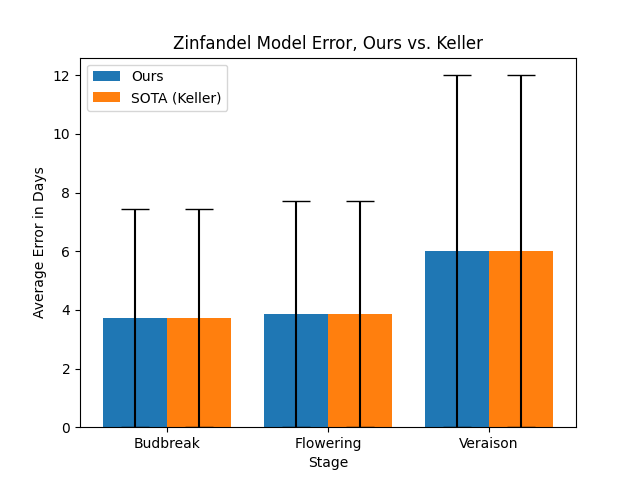 Zinfandel Model Error, Ours vs. Keller
Ours
SOTA (Keller)
12
10
8
6
4
2
0
Average Error in Days
Budbreak
Flowering
Veraison
Stage